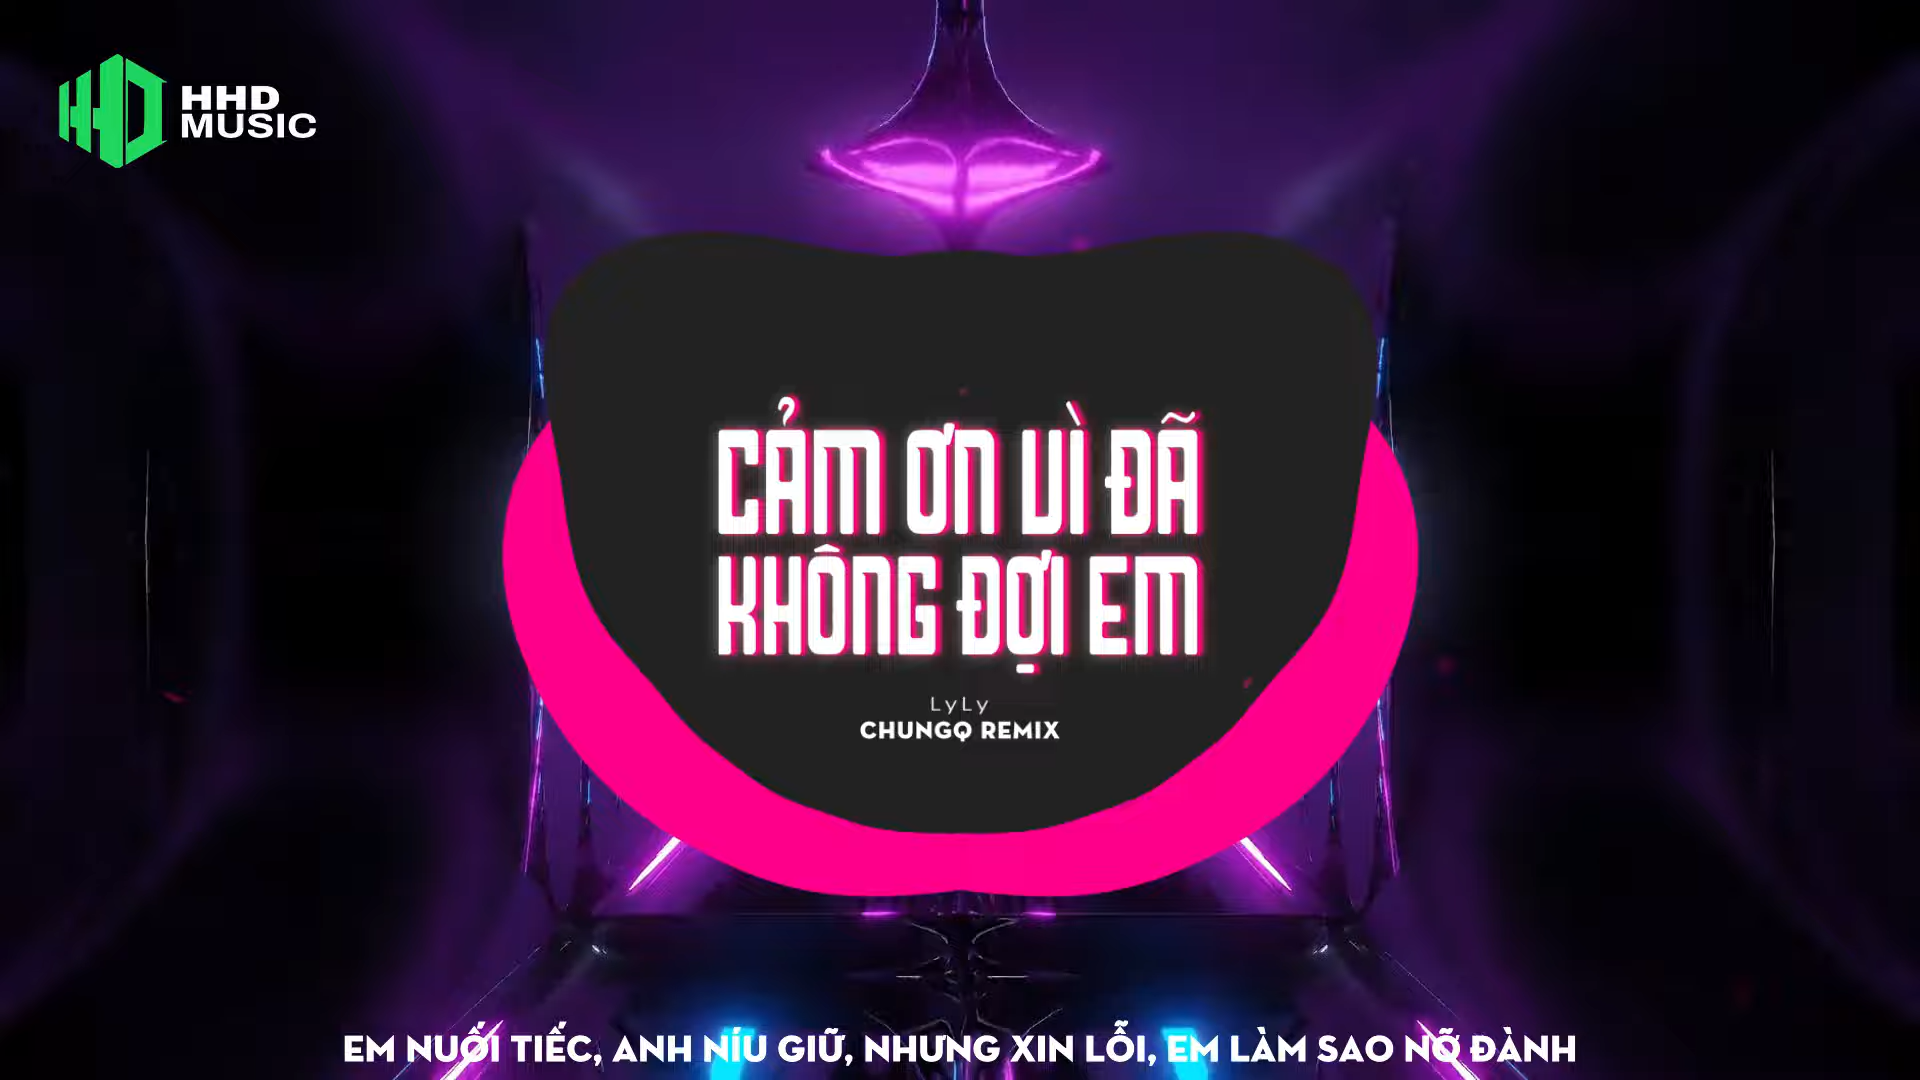 HHD
MUSIC
CẢM ƠN VÌ ĐÃ
KHÔNG ĐỢI EM
LyLy
CHUNGQ REMIX
EM NUỐI TIẾC, ANH NÍU GIỮ, NHƯNG XIN LỖI, EM LÀM SAO NỠ ĐÀNH